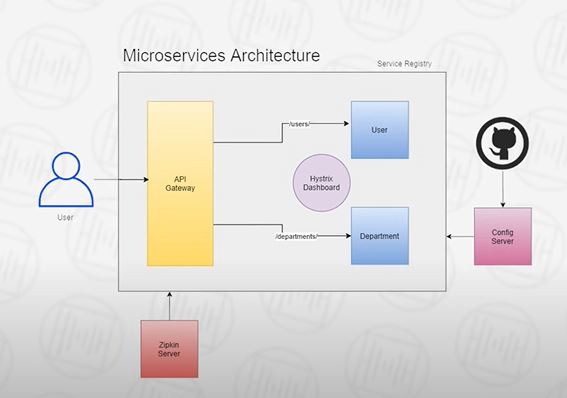 Microservices Architecture
Service Registry
/users/
User
API
Gateway
Hystrix
Dashboard
User
/departments/
Department
Config
Server
Zipkin
Server